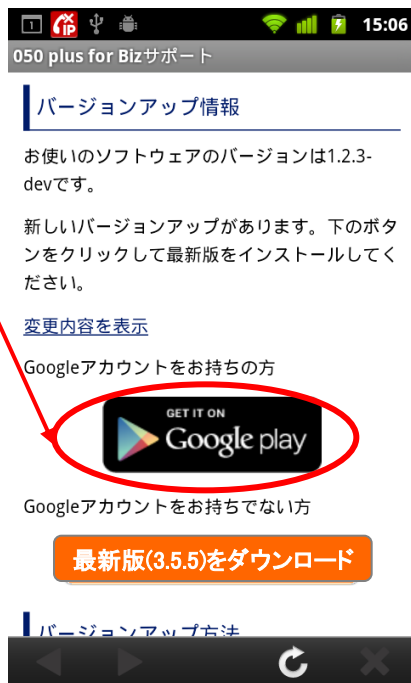 1 IP 15:06
050 plus for Bizサポート
バージョンアップ情報
お使いのソフトウェアのバージョンは1.2.3-
devです。
新しいバージョンアップがあります。下のボタ
ンをクリックして最新版をインストールしてく
ださい。
変更内容を表示
Googleアカウントをお持ちの方
GET IT ON
Google play
Googleアカウントをお持ちでない方
最新版(3.5.5)をダウンロード
バージョンアップ方法